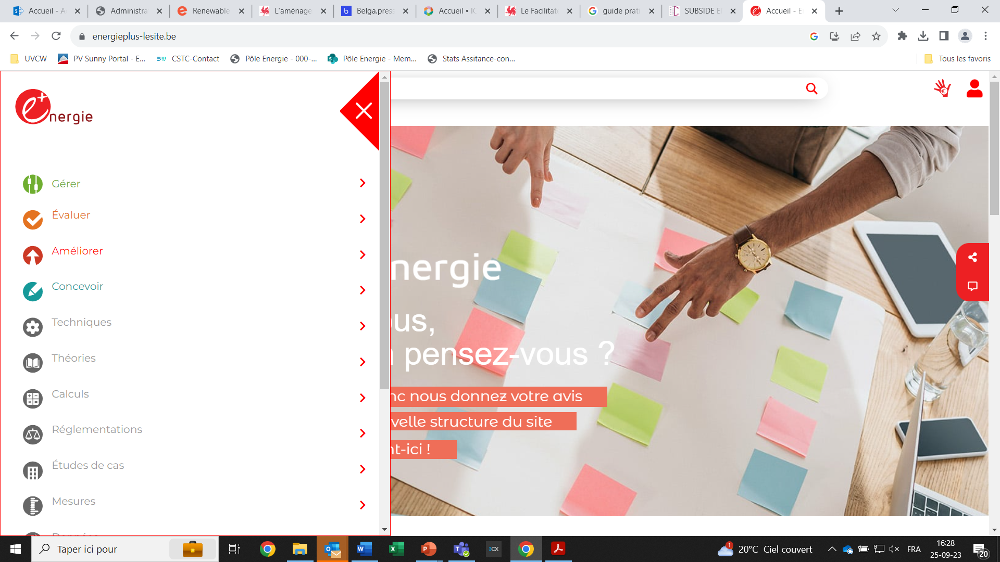 Accueil - A
Administra
Renewable
L'aménage
Belga.press
Accueil • IC
Le Facilitat
guide prati
SUBSIDE E
Accueil - E
energieplus-lesite.be
UVCW
PV Sunny Portal - E...
CSTC-Contact
Pôle Energie - 000-...
Pôle Energie - Mem...
Stats Assitance-con...
Tous les favoris
e+nergie
Gérer
Évaluer
Améliorer
Concevoir
Techniques
Théories
Calculs
Réglementations
Études de cas
Mesures
nergie
ous,
pensez-vous ?
nc nous donnez votre avis
velle structure du site
nt-ici !
Taper ici pour
3CX
1
20°C Ciel couvert
FRA
16:28
25-09-23
20